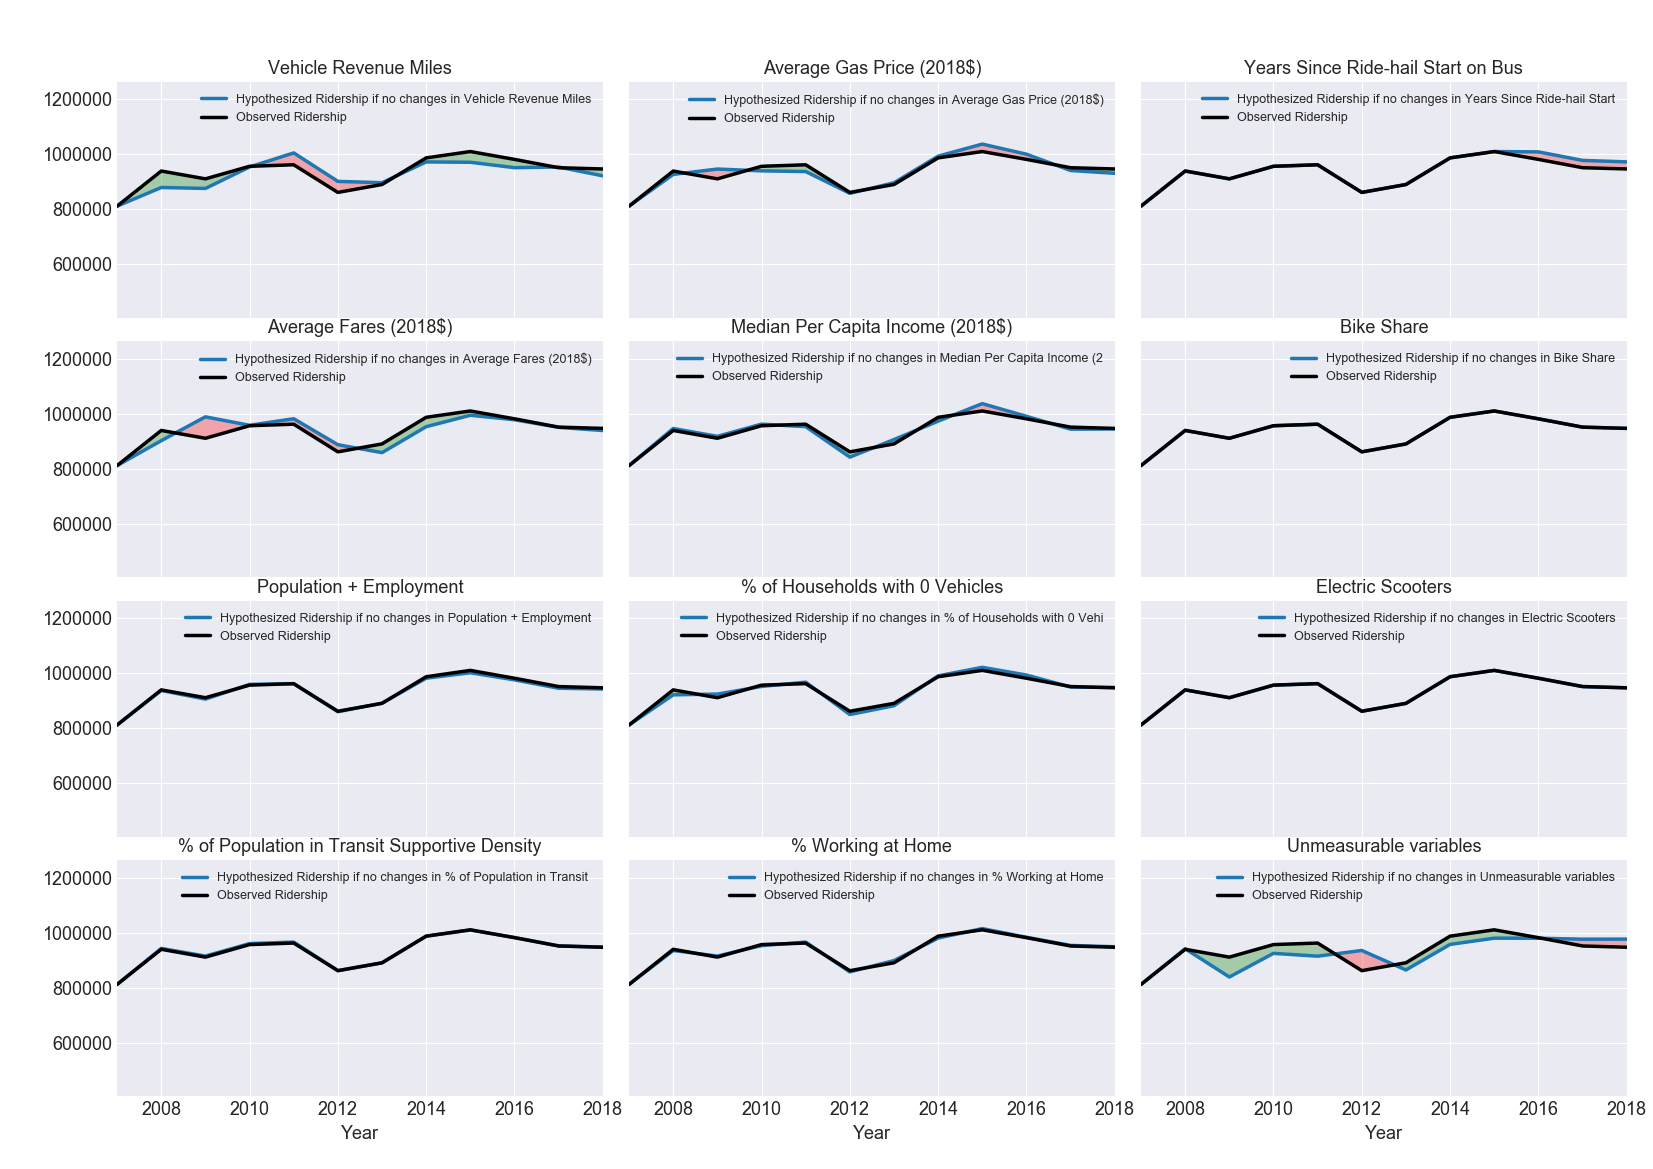 Vehicle Revenue Miles
Average Gas Price (2018$)
Years Since Ride-hail Start on Bus
1200000
1000000
800000
600000
Hypothesized Ridership if no changes in Vehicle Revenue Miles
Observed Ridership
Hypothesized Ridership if no changes in Average Gas Price (2018$)
Observed Ridership
Hypothesized Ridership if no changes in Years Since Ride-hail Start
Observed Ridership
Average Fares (2018$)
Median Per Capita Income (2018$)
Bike Share
1200000
1000000
800000
600000
Hypothesized Ridership if no changes in Average Fares (2018$)
Observed Ridership
Hypothesized Ridership if no changes in Median Per Capita Income (2
Observed Ridership
Hypothesized Ridership if no changes in Bike Share
Observed Ridership
Population + Employment
% of Households with 0 Vehicles
Electric Scooters
1200000
1000000
800000
600000
Hypothesized Ridership if no changes in Population + Employment
Observed Ridership
Hypothesized Ridership if no changes in % of Households with 0 Vehi
Observed Ridership
Hypothesized Ridership if no changes in Electric Scooters
Observed Ridership
% of Population in Transit Supportive Density
% Working at Home
Unmeasurable variables
1200000
1000000
800000
600000
Hypothesized Ridership if no changes in % of Population in Transit
Observed Ridership
Hypothesized Ridership if no changes in % Working at Home
Observed Ridership
Hypothesized Ridership if no changes in Unmeasurable variables
Observed Ridership
2008 2010 2012 2014 2016 2018
2008 2010 2012 2014 2016 2018
2008 2010 2012 2014 2016 2018
Year
Year
Year